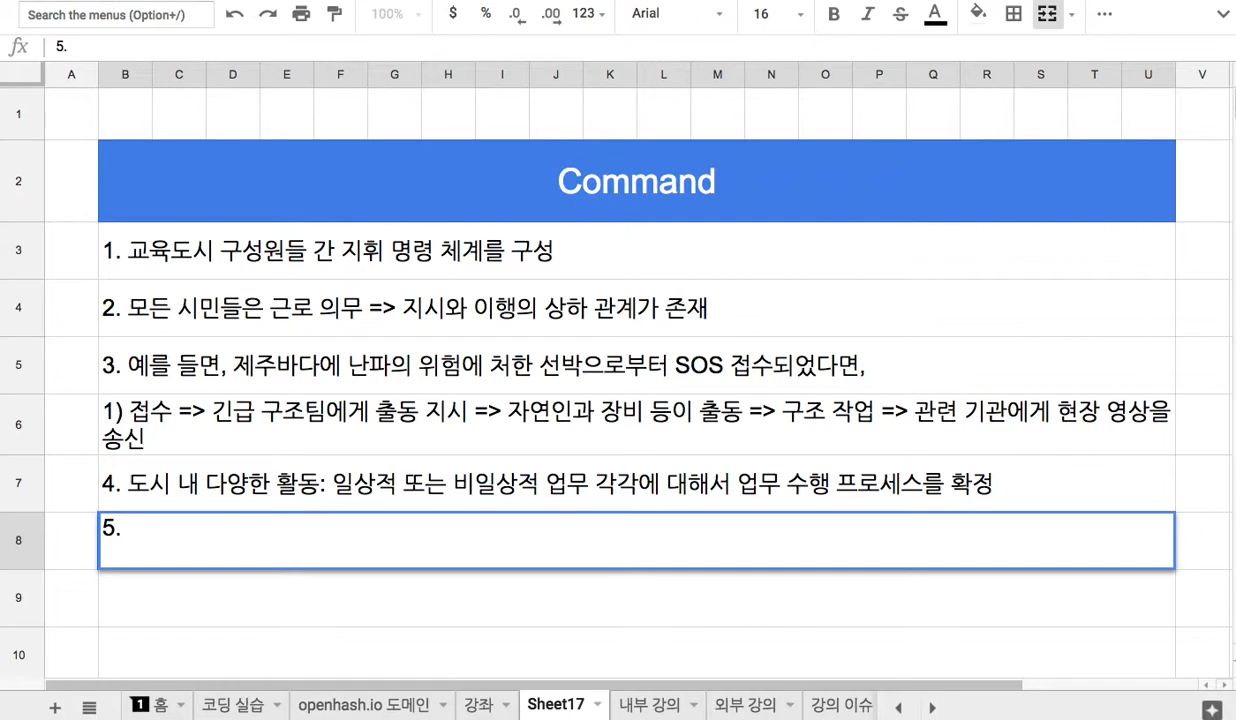 Search the menus (Option+/)
100%
$ % .0 .00 123
Arial
16
B I S A
fx 5.
A B C D E F G H I J K L M N O P Q R S T U V
1
2 Command
3 1. 교육도시 구성원들 간 지휘 명령 체계를 구성
4 2. 모든 시민들은 근로 의무 => 지시와 이행의 상하 관계가 존재
5 3. 예를 들면, 제주바다에 난파의 위험에 처한 선박으로부터 SOS 접수되었다면,
6 1) 접수 => 긴급 구조팀에게 출동 지시 => 자연인과 장비 등이 출동 => 구조 작업 => 관련 기관에게 현장 영상을
송신
7 4. 도시 내 다양한 활동: 일상적 또는 비일상적 업무 각각에 대해서 업무 수행 프로세스를 확정
8 5.
9
10
1 홈 코딩 실습 openhash.io 도메인 강좌 Sheet17 내부 강의 외부 강의 강의 이슈